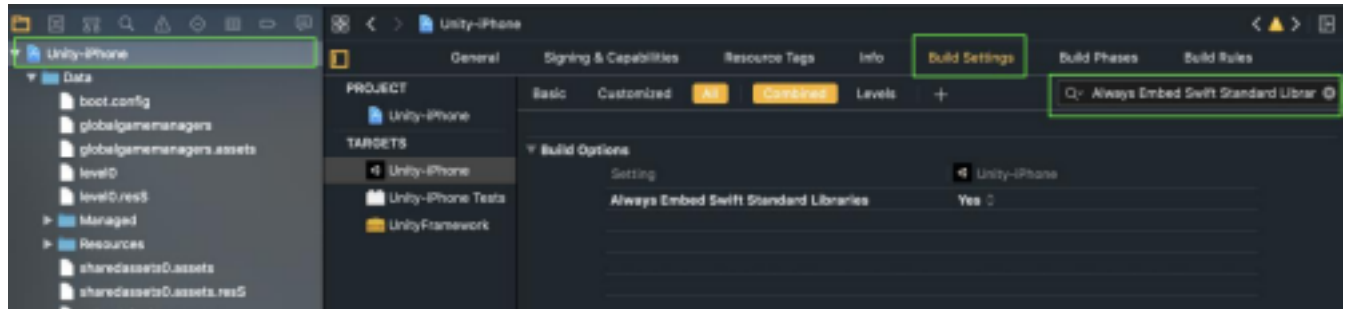 Unity-iPhone
Unity-iPhone
General Signing & Capabilities Resource Tags Info Build Settings Build Phases Build Rules
Data
boot.config
globalgamemanagers
globalgamemanagers.assets
level0
level0.resS
Managed
Resources
sharedassets0.assets
sharedassets0.assets.resS
PROJECT
Unity-iPhone
TARGETS
Unity-iPhone
Unity-iPhone Tests
UnityFramework
Basic Customized All Combined Levels +
Always Embed Swift Standard Librar
Build Options
Setting Unity-iPhone
Always Embed Swift Standard Libraries Yes